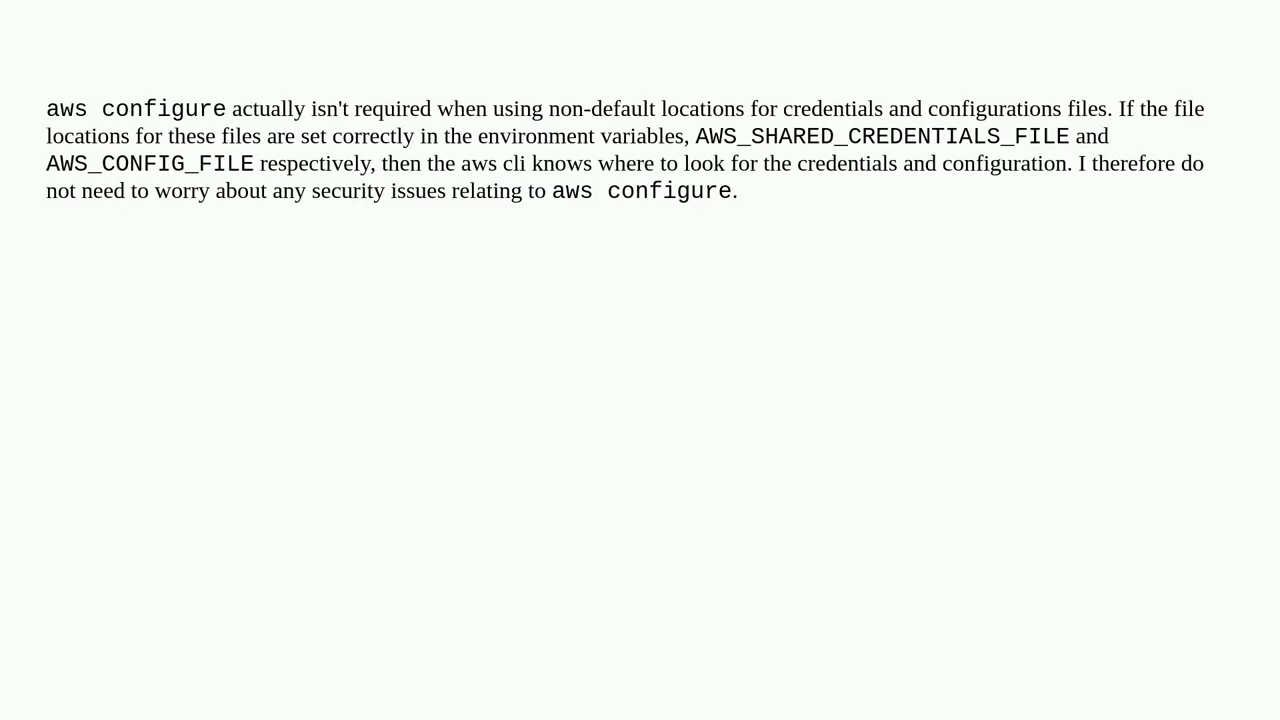 aws configure actually isn't required when using non-default locations for credentials and configurations files. If the file
locations for these files are set correctly in the environment variables, AWS_SHARED_CREDENTIALS_FILE and
AWS_CONFIG_FILE respectively, then the aws cli knows where to look for the credentials and configuration. I therefore do
not need to worry about any security issues relating to aws configure.